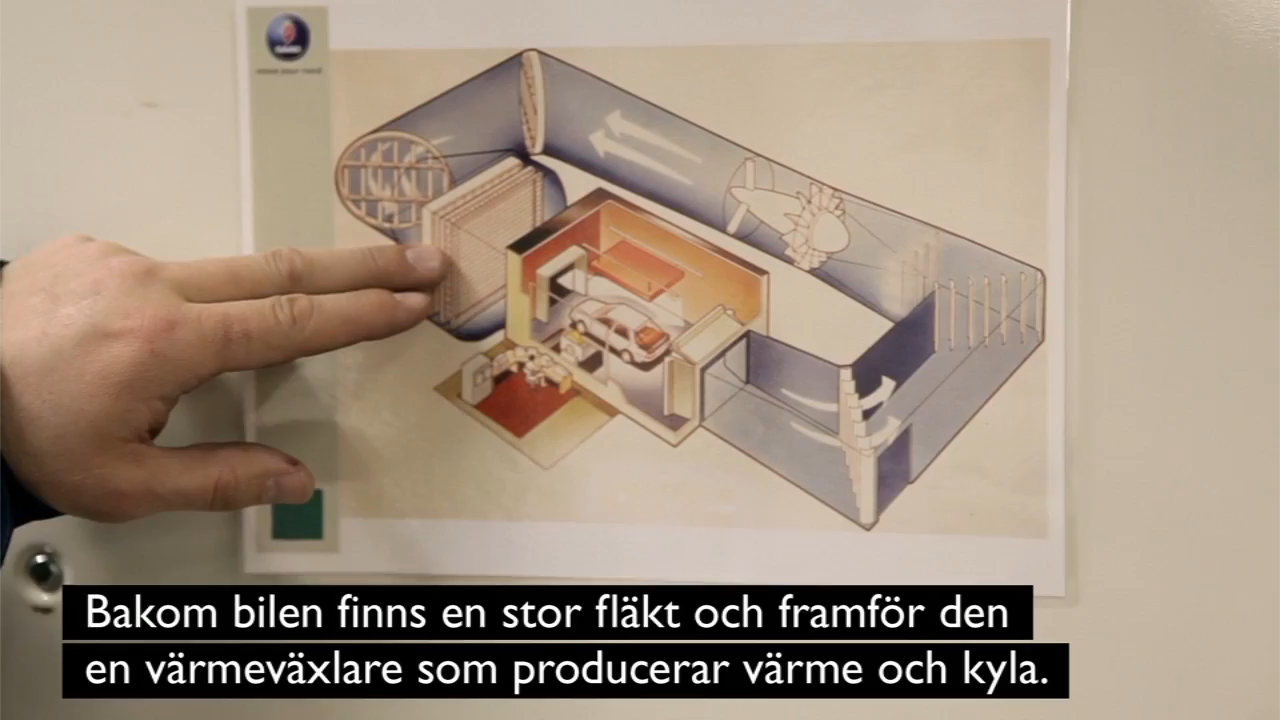 Bakom bilen finns en stor fläkt och framför den
en värmeväxlare som producerar värme och kyla.